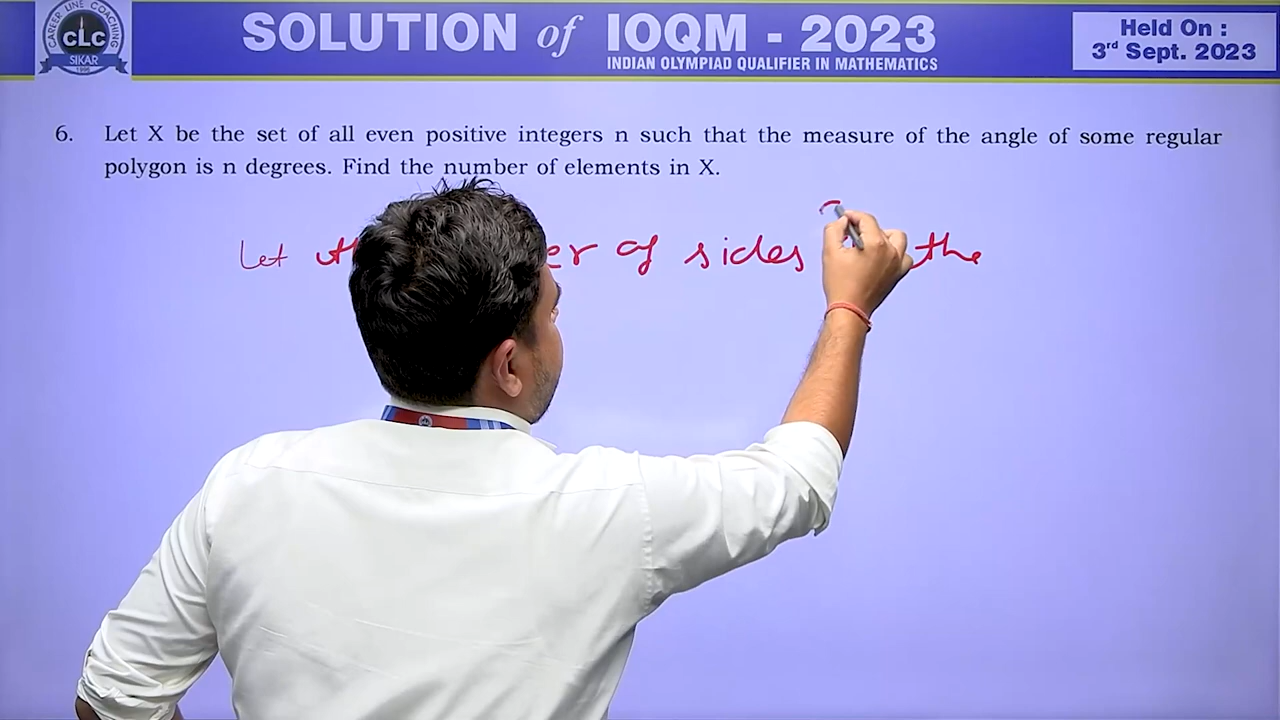 CAREER LINE COACHING
CLC
SIKAR
1996
SOLUTION of IOQM - 2023
INDIAN OLYMPIAD QUALIFIER IN MATHEMATICS
Held On :
3rd Sept. 2023
6. Let X be the set of all even positive integers n such that the measure of the angle of some regular
polygon is n degrees. Find the number of elements in X.
Let er of sides the